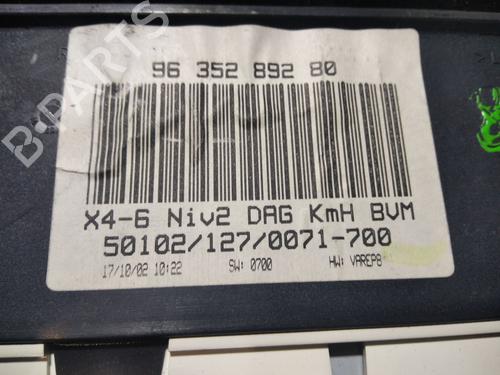 B-PARTS
96 352 892 80
X4-6 Niv2 DAG KmH BVM
50102/127/0071-700
17/10/02 10:22 SW: 0700 HW: VAREP8